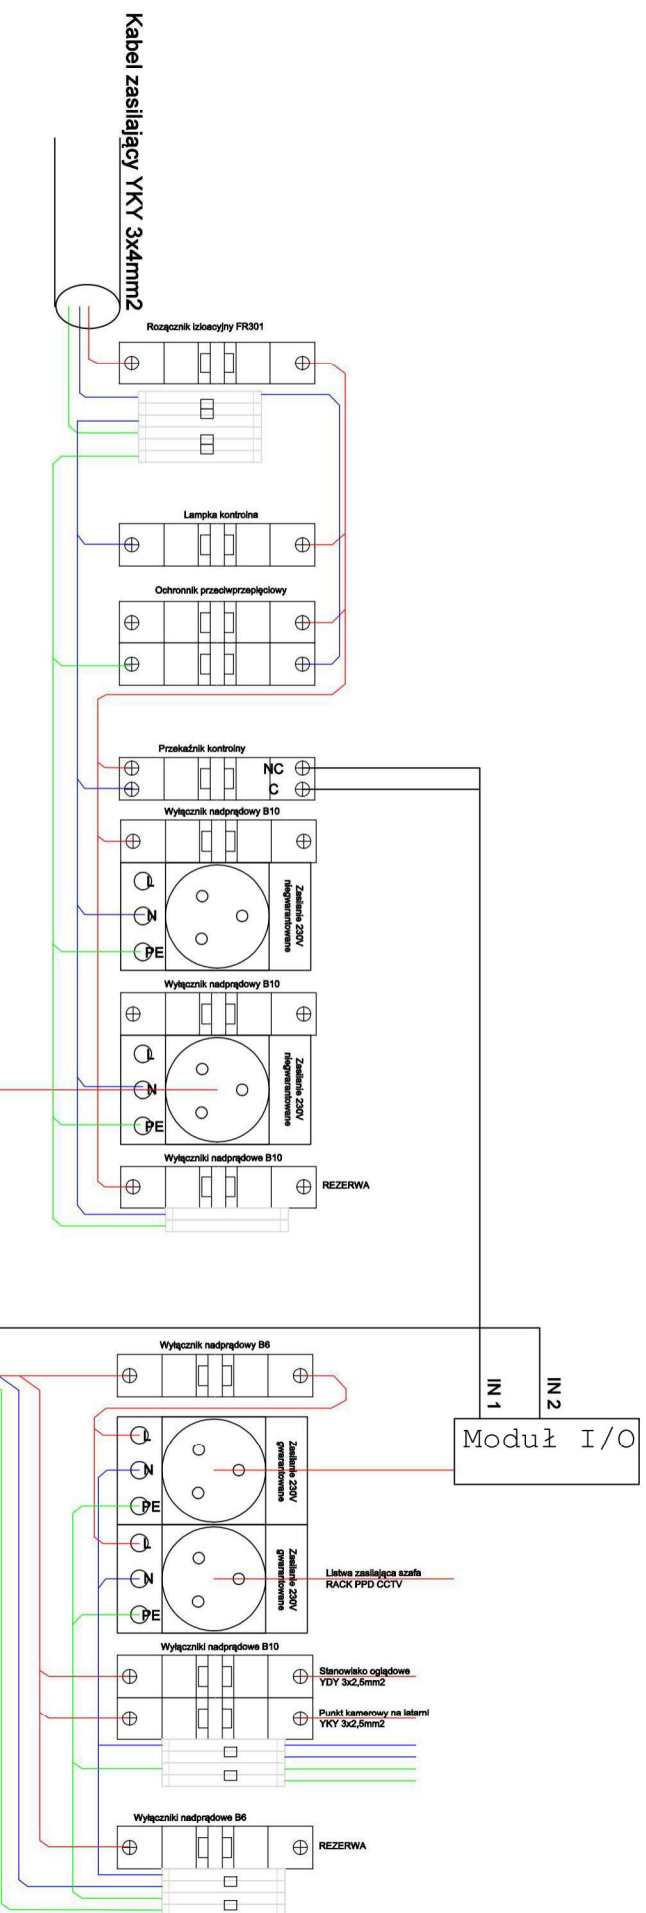 Kabel zasilający YKY 3x4mm2
Rozącznik izloacyjny FR301
Lampka kontrolna
Ochronnik przeciwprzepięciowy
Przekaźnik kontrolny
NC
C
Wyłącznik nadprądowy B10
L
N
PE
Zasilanie 230V
niegwarantowane
Wyłącznik nadprądowy B10
L
N
PE
Zasilanie 230V
niegwarantowane
Wyłączniki nadprądowe B10
REZERWA
Wyłącznik nadprądowy B6
IN 1
IN 2
Moduł I/O
L
N
PE
Zasilanie 230V
gwarantowane
L
N
PE
Zasilanie 230V
gwarantowane
Listwa zasilająca szafa
RACK PPD CCTV
Wyłączniki nadprądowe B10
Stanowisko oglądowe
YDY 3x2,5mm2
Punkt kamerowy na latarni
YKY 3x2,5mm2
Wyłączniki nadprądowe B6
REZERWA